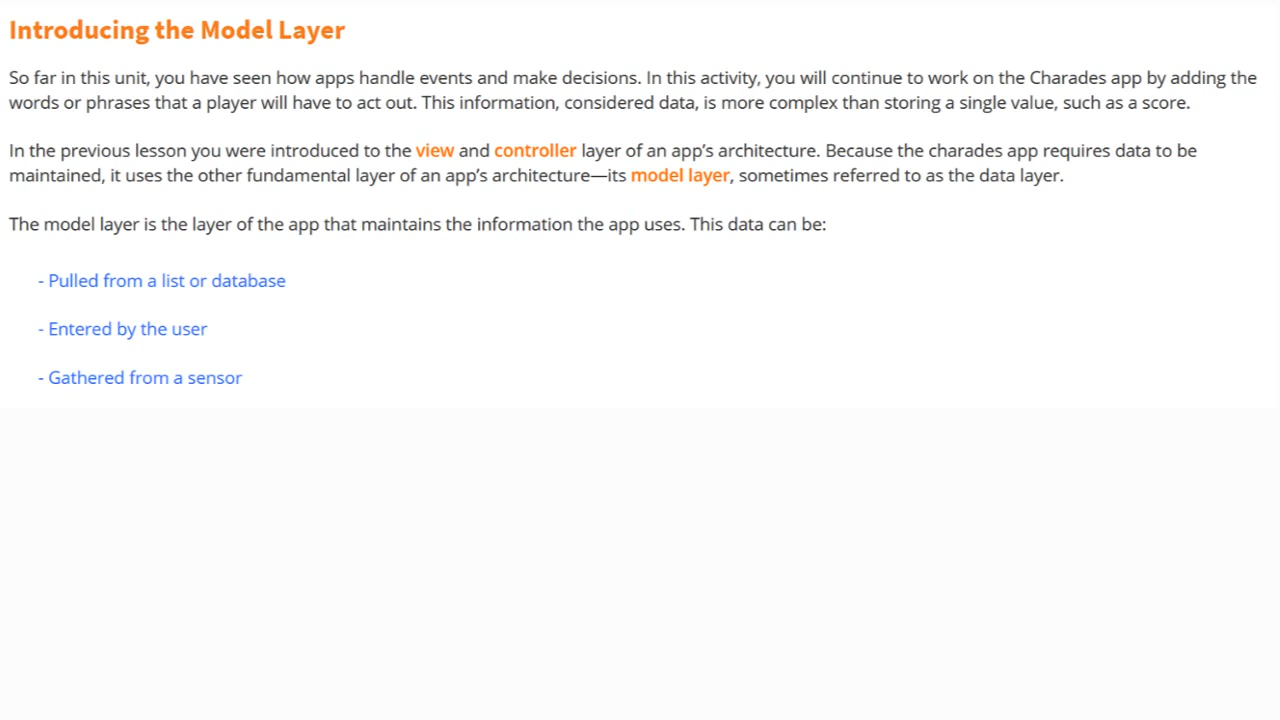 Introducing the Model Layer
So far in this unit, you have seen how apps handle events and make decisions. In this activity, you will continue to work on the Charades app by adding the
words or phrases that a player will have to act out. This information, considered data, is more complex than storing a single value, such as a score.
In the previous lesson you were introduced to the view and controller layer of an app’s architecture. Because the charades app requires data to be
maintained, it uses the other fundamental layer of an app’s architecture—its model layer, sometimes referred to as the data layer.
The model layer is the layer of the app that maintains the information the app uses. This data can be:
- Pulled from a list or database
- Entered by the user
- Gathered from a sensor